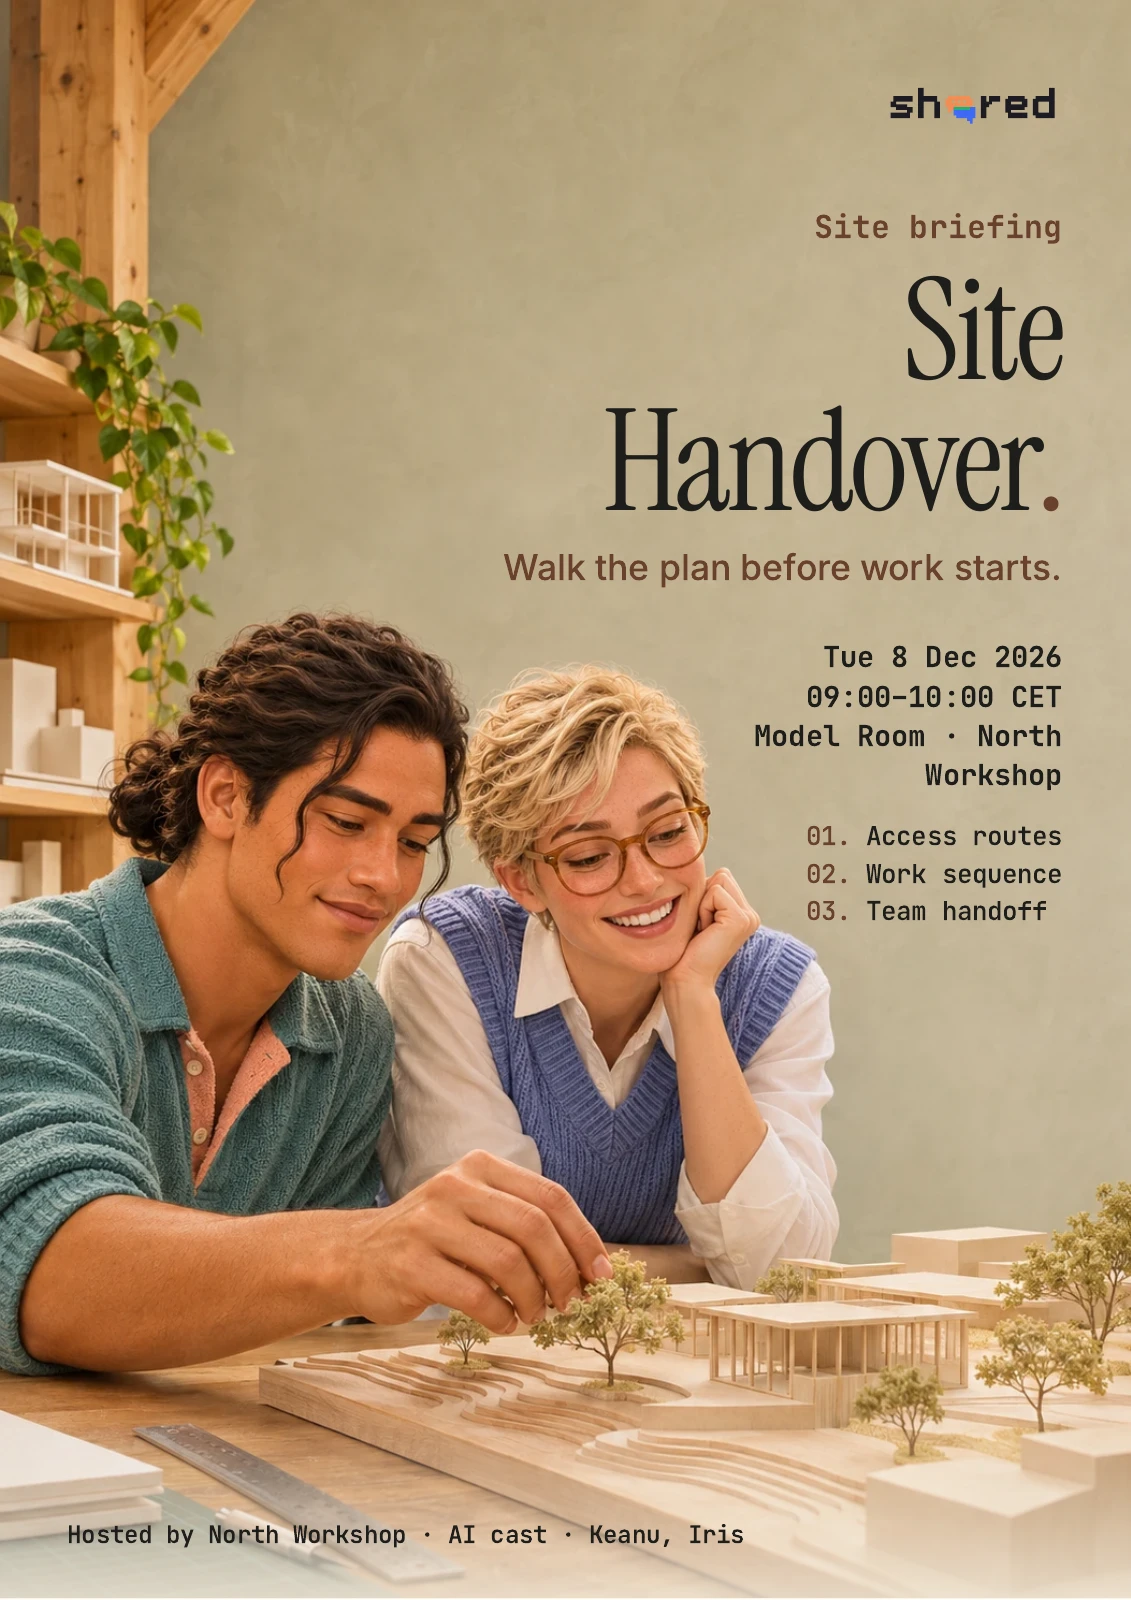 shared
Site briefing
Site
Handover.
Walk the plan before work starts.
Tue 8 Dec 2026
09:00–10:00 CET
Model Room · North
Workshop
01. Access routes
02. Work sequence
03. Team handoff
Hosted by North Workshop · AI cast · Keanu, Iris